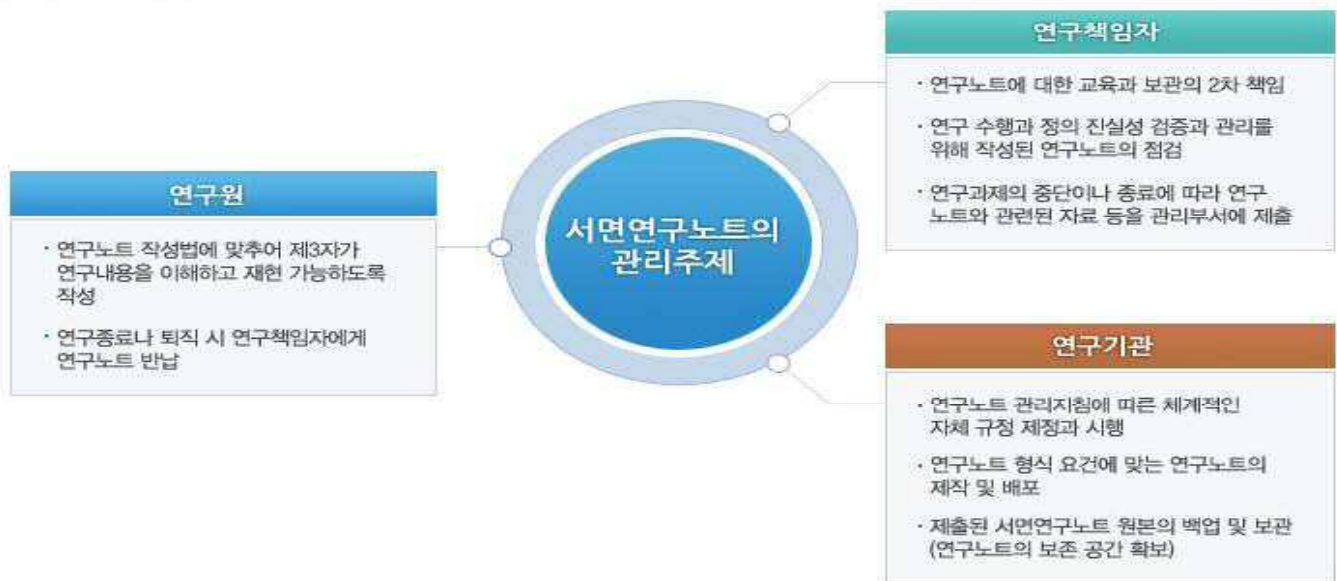 연구원
· 연구노트 작성법에 맞추어 제3자가
연구내용을 이해하고 재현 가능하도록
작성
· 연구종료나 퇴직 시 연구책임자에게
연구노트 반납
서면연구노트의
관리주제
연구책임자
· 연구노트에 대한 교육과 보관의 2차 책임
· 연구 수행과 정의 진실성 검증과 관리를
위해 작성된 연구노트의 점검
· 연구과제의 중단이나 종료에 따라 연구
노트와 관련된 자료 등을 관리부서에 제출
연구기관
· 연구노트 관리지침에 따른 체계적인
자체 규정 제정과 시행
· 연구노트 형식 요건에 맞는 연구노트의
제작 및 배포
· 제출된 서면연구노트 원본의 백업 및 보관
(연구노트의 보존 공간 확보)